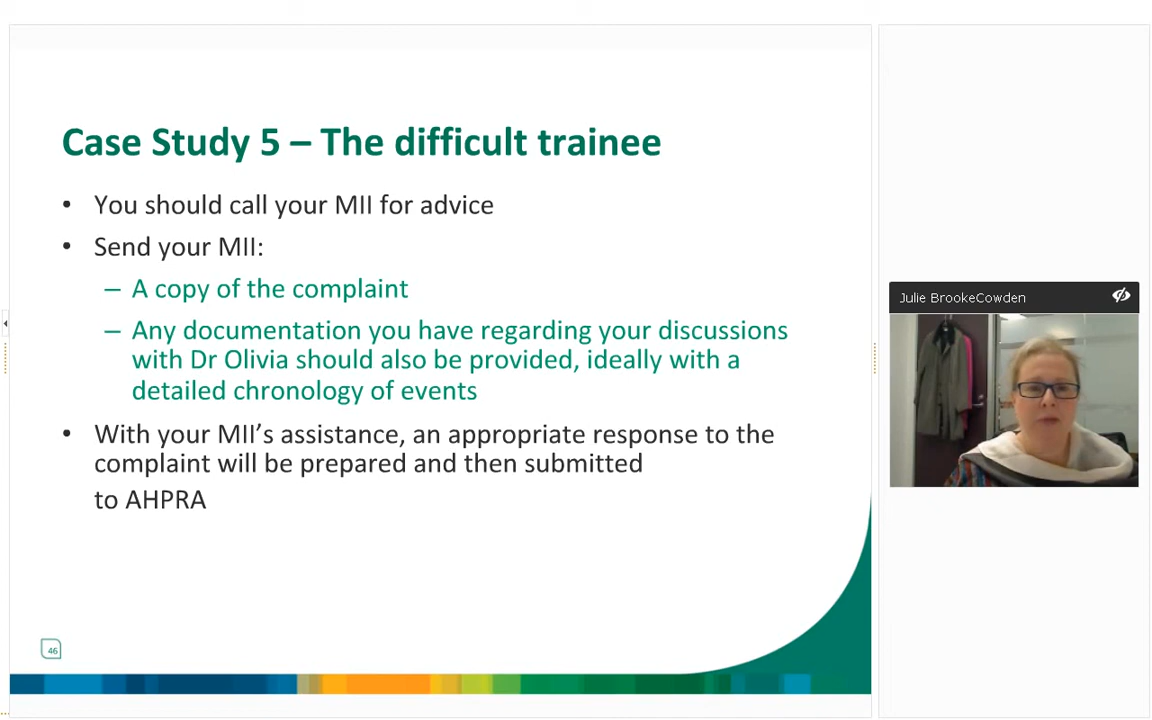 Case Study 5 – The difficult trainee
• You should call your MII for advice
• Send your MII:
– A copy of the complaint
– Any documentation you have regarding your discussions
with Dr Olivia should also be provided, ideally with a
detailed chronology of events
• With your MII’s assistance, an appropriate response to the
complaint will be prepared and then submitted
to AHPRA
46
Julie BrookeCowden